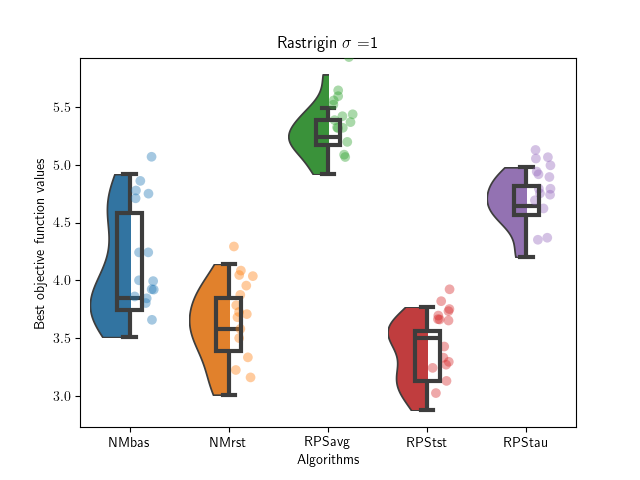 Rastrigin σ =1
Best objective function values
5.5
5.0
4.5
4.0
3.5
3.0
NMbas NMrst RPSavg RPStst RPStau
Algorithms